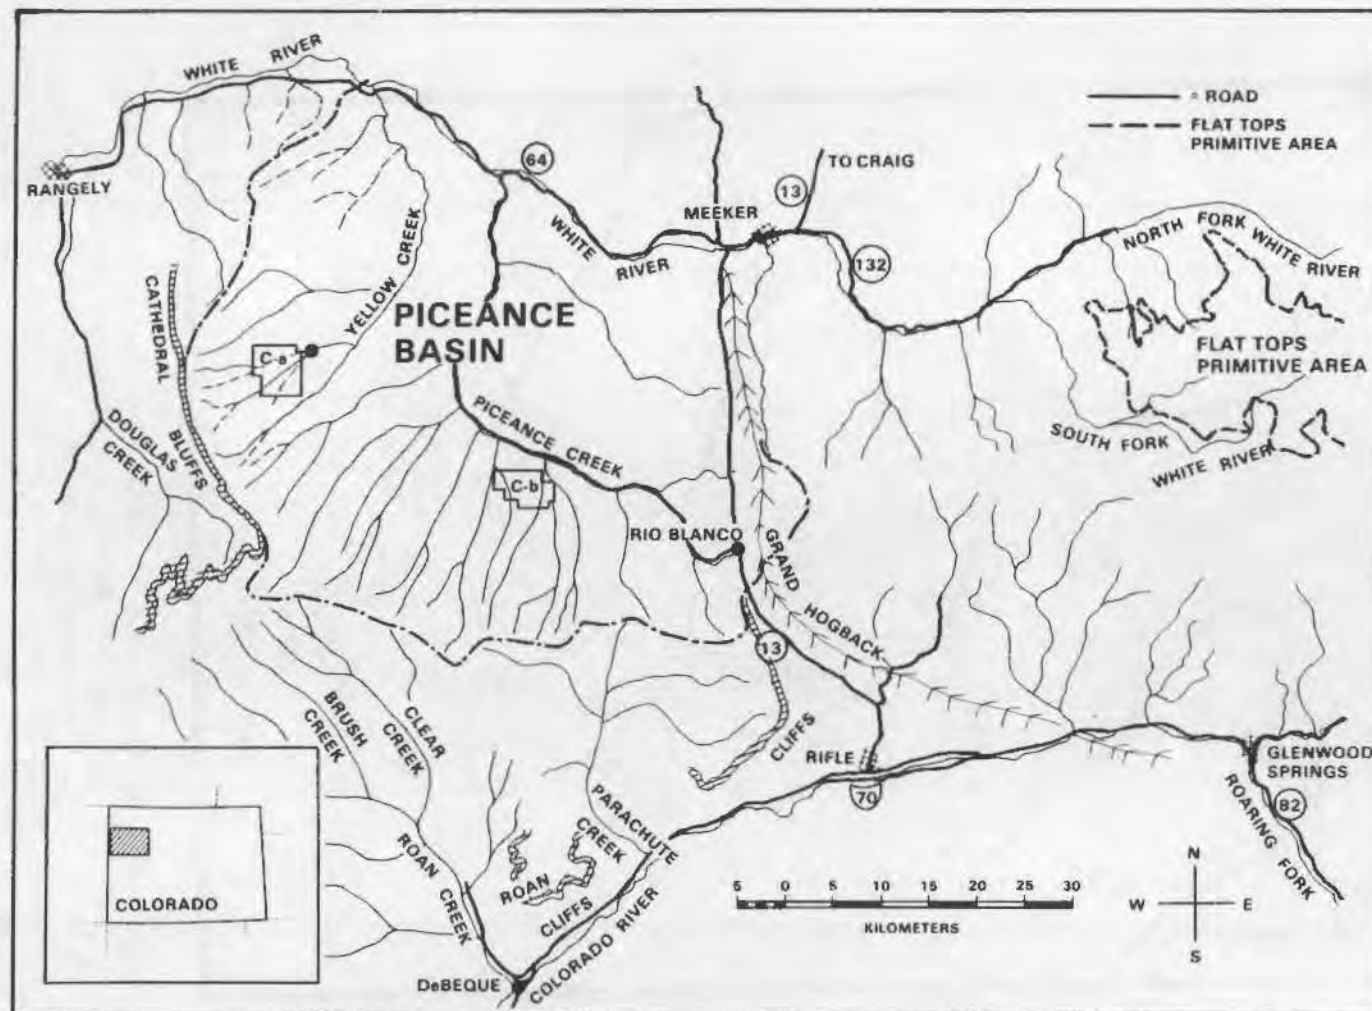 WHITE RIVER
= ROAD
FLAT TOPS
PRIMITIVE AREA
64
TO CRAIG
13
RANGELY
MEEKER
WHITE
RIVER
132
NORTH FORK WHITE
RIVER
YELLOW CREEK
CATHEDRAL
BLUFFS
PICEANCE
BASIN
C-a
FLAT TOPS
PRIMITIVE AREA
DOUGLAS
CREEK
PICEANCE CREEK
SOUTH FORK
WHITE RIVER
C-b
RIO BLANCO
GRAND
HOGBACK
13
BRUSH
CREEK
CLEAR
CREEK
CLIFFS
RIFLE
70
GLENWOOD
SPRINGS
82
ROARING FORK
PARACHUTE
CREEK
ROAN
CLIFFS
ROAN
CREEK
COLORADO RIVER
DeBEQUE
COLORADO
5 0 5 10 15 20 25 30
KILOMETERS
N
W E
S